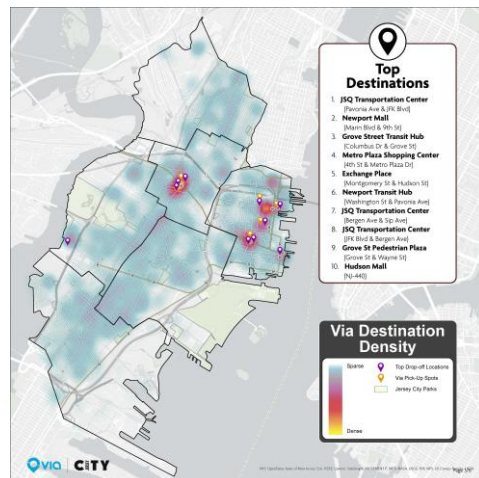 Top
Destinations
1. JSQ Transportation Center
(Pavonia Ave & JFK Blvd)
2. Newport Mall
(Marin Blvd & 9th St)
3. Grove Street Transit Hub
(Columbus Dr & Grove St)
4. Metro Plaza Shopping Center
(4th St & Metro Plaza Dr)
5. Exchange Place
(Montgomery St & Hudson St)
6. Newport Transit Hub
(Washington St & Pavonia Ave)
7. JSQ Transportation Center
(Bergen Ave & Sip Ave)
8. JSQ Transportation Center
(JFK Blvd & Bergen Ave)
9. Grove St Pedestrian Plaza
(Grove St & Wayne St)
10. Hudson Mall
(NJ-440)
Via Destination
Density
Sparse
Dense
Top Drop-off Locations
Via Pick-Up Spots
Jersey City Parks
via
CITY